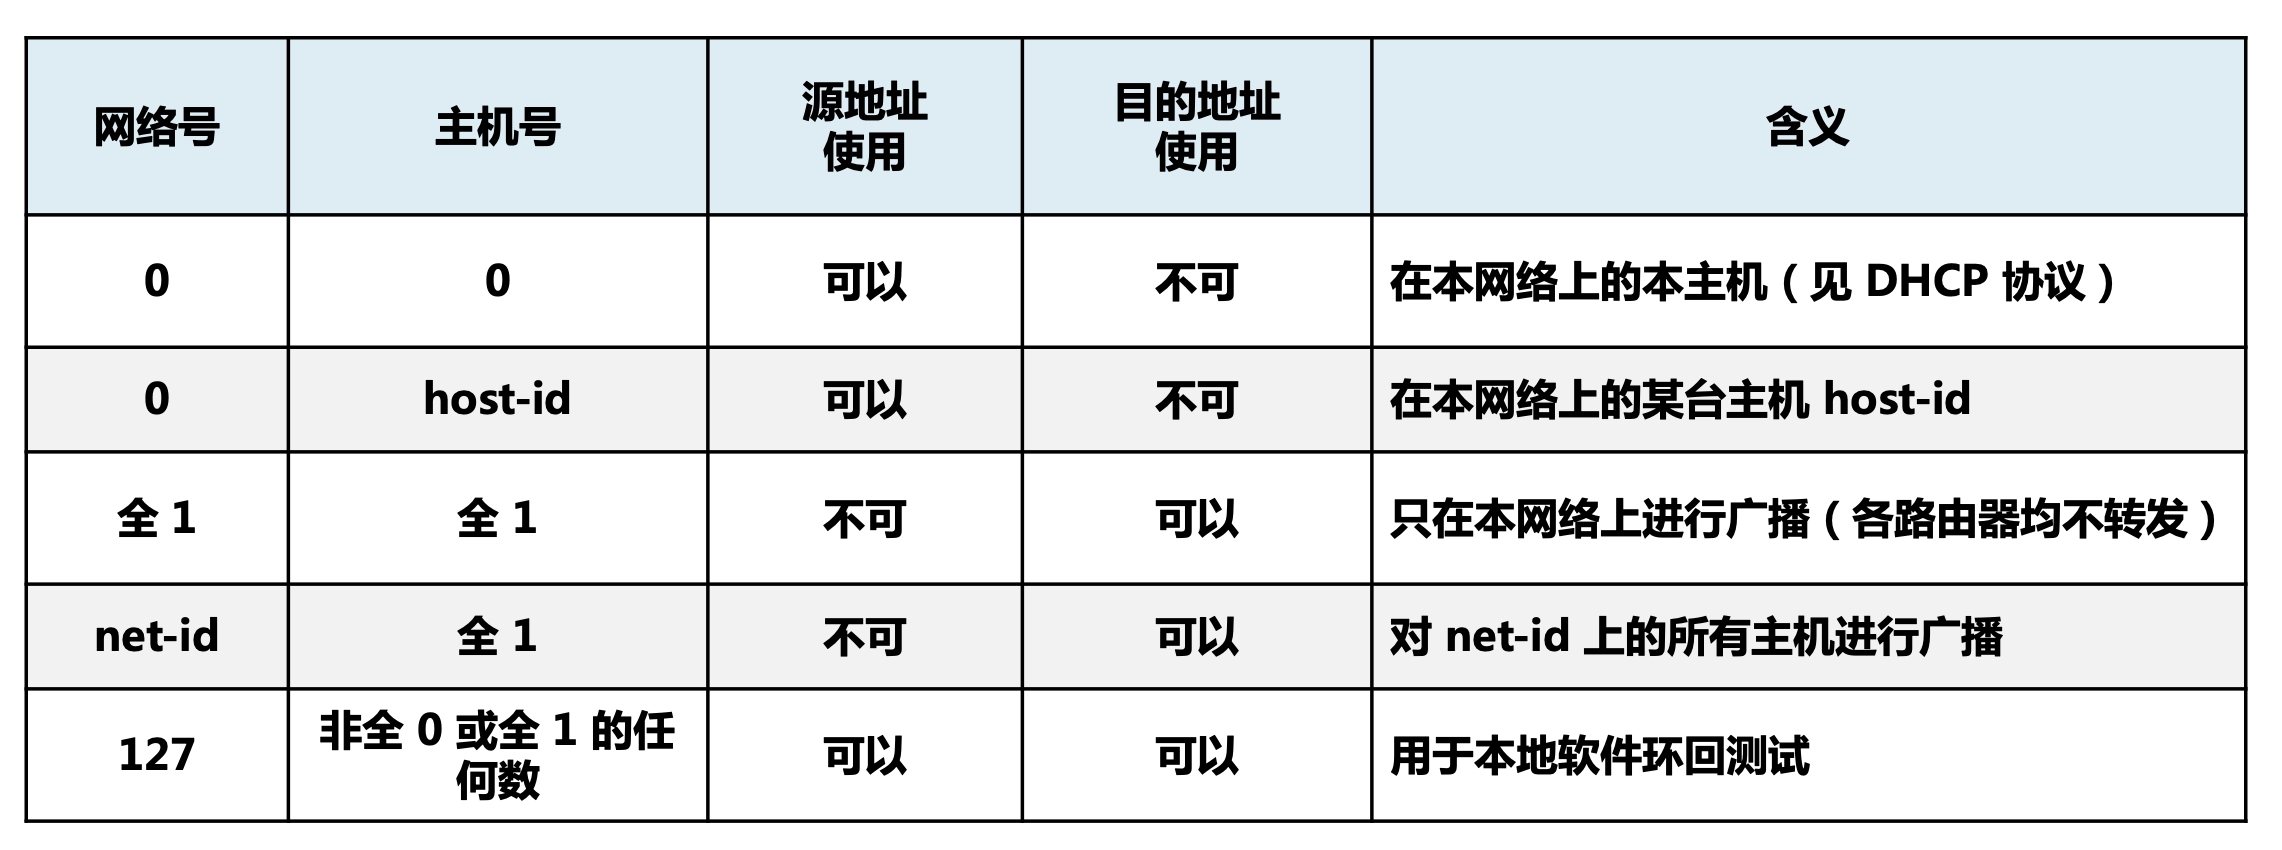 网络号
主机号
源地址
使用
目的地址
使用
含义
0
0
可以
不可
在本网络上的本主机（见 DHCP 协议）
0
host-id
可以
不可
在本网络上的某台主机 host-id
全 1
全 1
不可
可以
只在本网络上进行广播（各路由器均不转发）
net-id
全 1
不可
可以
对 net-id 上的所有主机进行广播
127
非全 0 或全 1 的任
何数
可以
可以
用于本地软件环回测试